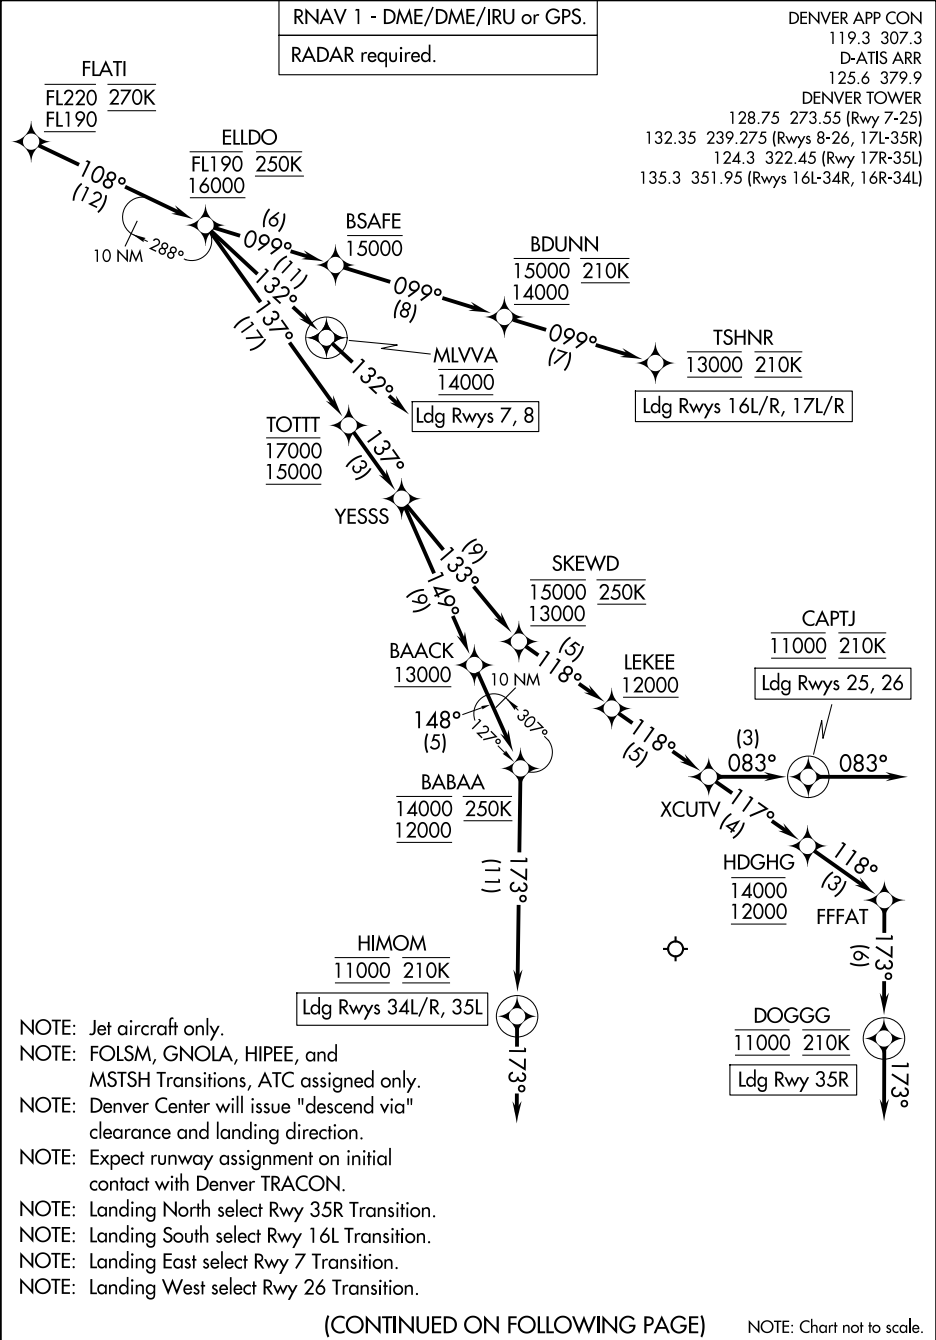 RNAV 1 - DME/DME/IRU or GPS.
RADAR required.
DENVER APP CON
119.3 307.3
D-ATIS ARR
125.6 379.9
DENVER TOWER
128.75 273.55 (Rwy 7-25)
132.35 239.275 (Rwys 8-26, 17L-35R)
124.3 322.45 (Rwy 17R-35L)
135.3 351.95 (Rwys 16L-34R, 16R-34L)
FLATI
FL220 270K
FL190
108°
(12)
10 NM
288°
ELLDO
FL190 250K
16000
(6)
099°
BSAFE
15000
099°
(8)
BDUNN
15000 210K
14000
099°
(7)
TSHNR
13000 210K
Ldg Rwys 16L/R, 17L/R
(11)
132°
MLVVA
14000
132°
Ldg Rwys 7, 8
137°
(17)
TOTTT
17000
15000
137°
(3)
YESSS
(9)
133°
149°
(9)
SKEWD
15000 250K
13000
(5)
118°
LEKEE
12000
118°
(5)
CAPTJ
11000 210K
Ldg Rwys 25, 26
(3)
083°
083°
XCUTV
117°
(4)
HDGHG
14000
12000
118°
(3)
FFFAT
173°
(6)
DOGGG
11000 210K
Ldg Rwy 35R
173°
BAACK
13000
10 NM
148°
(5)
127°
307°
BABAA
14000 250K
12000
173°
(11)
HIMOM
11000 210K
Ldg Rwys 34L/R, 35L
173°
NOTE: Jet aircraft only.
NOTE: FOLSM, GNOLA, HIPEE, and
MSTSH Transitions, ATC assigned only.
NOTE: Denver Center will issue "descend via"
clearance and landing direction.
NOTE: Expect runway assignment on initial
contact with Denver TRACON.
NOTE: Landing North select Rwy 35R Transition.
NOTE: Landing South select Rwy 16L Transition.
NOTE: Landing East select Rwy 7 Transition.
NOTE: Landing West select Rwy 26 Transition.
(CONTINUED ON FOLLOWING PAGE)
NOTE: Chart not to scale.